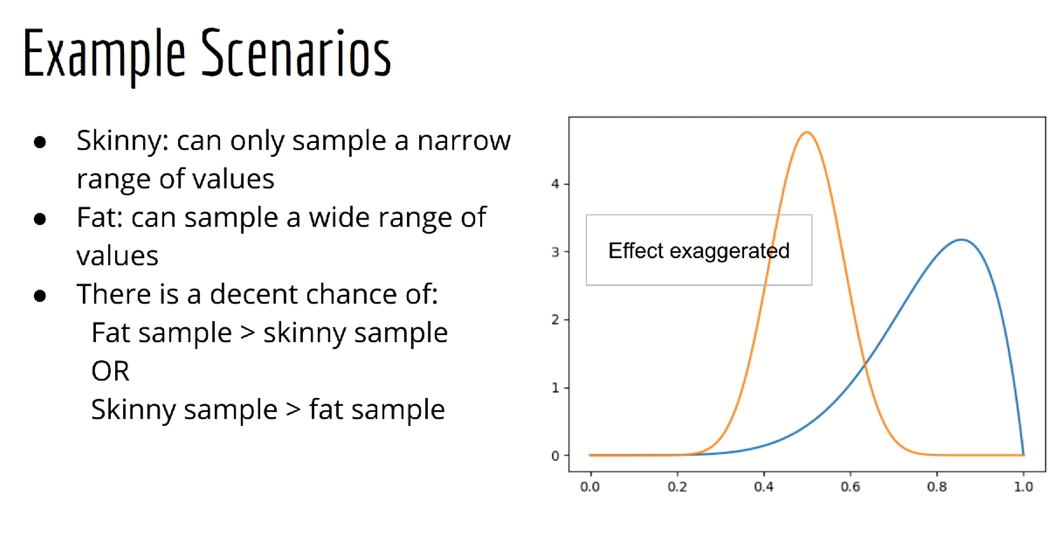 Example Scenarios
● Skinny: can only sample a narrow
range of values
● Fat: can sample a wide range of
values
● There is a decent chance of:
Fat sample > skinny sample
OR
Skinny sample > fat sample
4
3
2
1
0
Effect exaggerated
0.0 0.2 0.4 0.6 0.8 1.0